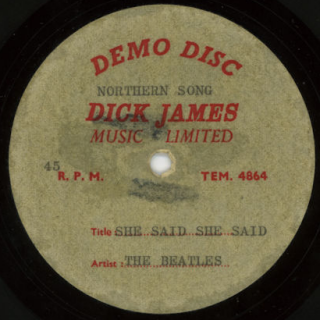 DEMO DISC
NORTHERN SONG
DICK JAMES
MUSIC LIMITED
45 R. P. M. TEM. 4864
Title SHE SAID SHE SAID
Artist : THE BEATLES